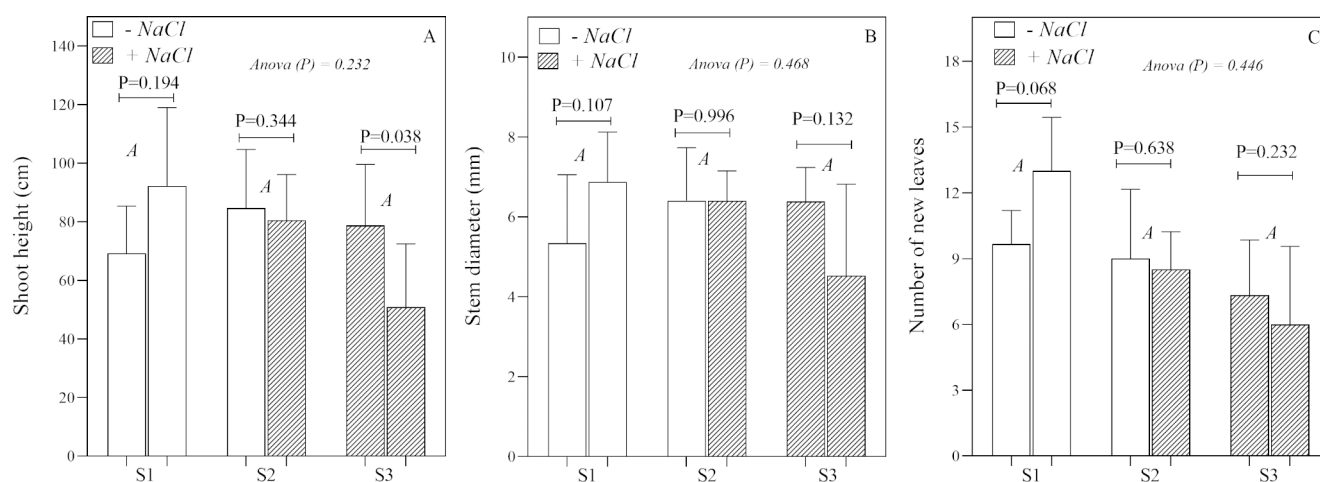 - NaCl
+ NaCl
A
Anova (P) = 0.232
P=0.194
P=0.344
P=0.038
A
A
A
140
120
100
80
60
40
20
0
Shoot height (cm)
S1
S2
S3
- NaCl
+ NaCl
B
Anova (P) = 0.468
P=0.107
P=0.996
P=0.132
A
A
A
10
8
6
4
2
0
Stem diameter (mm)
S1
S2
S3
- NaCl
+ NaCl
C
Anova (P) = 0.446
P=0.068
P=0.638
P=0.232
A
A
A
18
15
12
9
6
3
0
Number of new leaves
S1
S2
S3